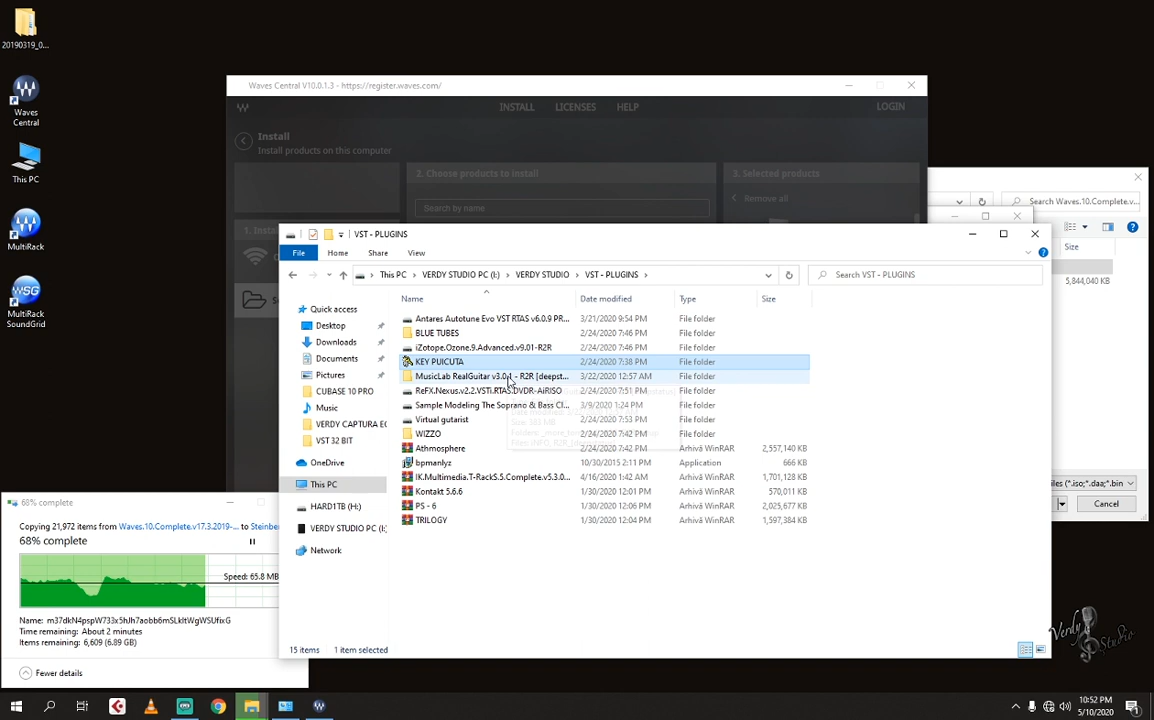 20190319_0...
Waves
Central
This PC
MultiRack
MultiRack
SoundGrid
Waves Central V10.0.1.3 - https://register.waves.com/
INSTALL
LICENSES
HELP
LOGIN
Install
Install products on this computer
2. Choose products to install
3. Selected products
Search by name
Remove all
1. Instal
Search Waves.10.Complete.v...
Size
5,844,040 KB
iles (*.iso;*.daa;*.bin
Cancel
VST - PLUGINS
File
Home
Share
View
This PC > VERDY STUDIO PC (I:) > VERDY STUDIO > VST - PLUGINS >
Search VST - PLUGINS
Name
Date modified
Type
Size
Quick access
Desktop
Downloads
Documents
Pictures
CUBASE 10 PRO
Music
VERDY CAPTURA EC
VST 32 BIT
OneDrive
This PC
HARD1TB (H:)
VERDY STUDIO PC (I:
Network
Antares Autotune Evo VST RTAS v6.0.9 PR... 3/21/2020 9:54 PM File folder
BLUE TUBES 2/24/2020 7:46 PM File folder
iZotope.Ozone.9.Advanced.v9.01-R2R 2/24/2020 7:46 PM File folder
KEY PUICUTA 2/24/2020 7:38 PM File folder
MusicLab RealGuitar v3.0.1 - R2R [deepst... 3/22/2020 12:57 AM File folder
ReFX.Nexus.v2.2.VSTi.RTAS.DVDR-AiRISO 2/24/2020 7:51 PM File folder
Sample Modeling The Soprano & Bass Cl... 3/9/2020 1:24 PM File folder
Virtual gutarist 2/24/2020 7:53 PM File folder
WIZZO 2/24/2020 7:42 PM File folder
Athmosphere 2/24/2020 7:42 PM Arhivă WinRAR 2,557,140 KB
bpmanlyz 10/30/2015 2:11 PM Application 666 KB
IK.Multimedia.T-RackS.5.Complete.v5.3.0... 4/16/2020 1:42 AM Arhivă WinRAR 1,701,128 KB
Kontakt 5.6.6 1/30/2020 12:01 PM Arhivă WinRAR 570,011 KB
PS - 6 1/30/2020 12:06 PM Arhivă WinRAR 2,025,677 KB
TRILOGY 1/30/2020 12:04 PM Arhivă WinRAR 1,597,384 KB
15 items
1 item selected
68% complete
Copying 21,972 items from Waves.10.Complete.v17.3.2019-... to Steinber
68% complete
Speed: 65.8 MB
Name: m37dkN4pspW733x5hJh7aobb6mSLkltWgWSUfixG
Time remaining: About 2 minutes
Items remaining: 6,609 (6.89 GB)
Fewer details
Verdy Studio
10:52 PM
5/10/2020